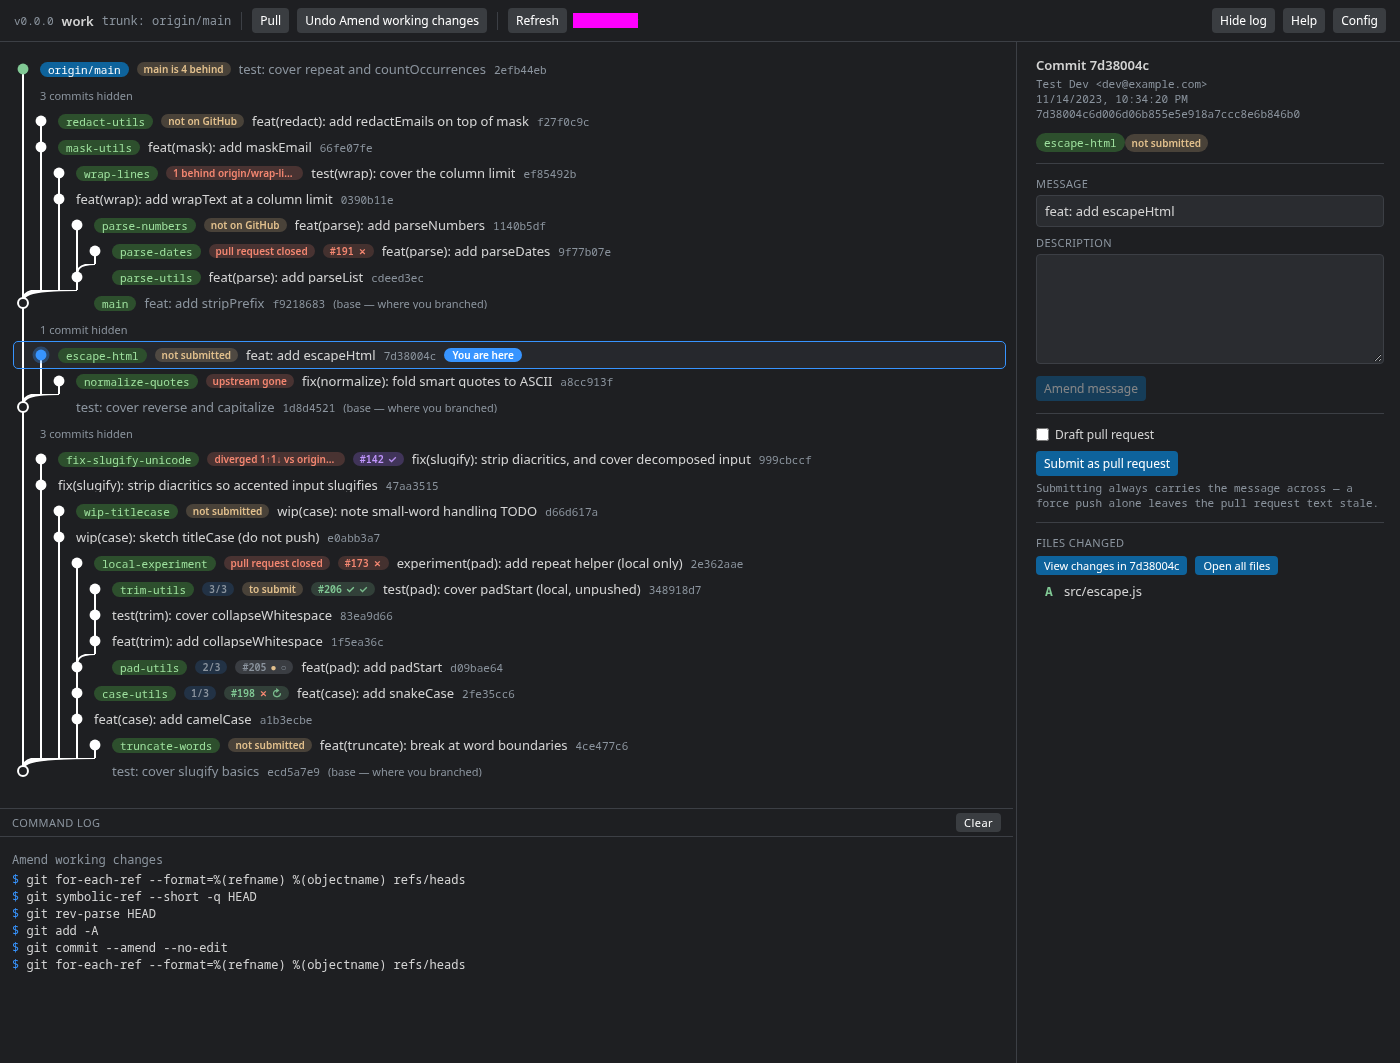 v0.0.0 work trunk: origin/main Pull Undo Amend working changes Refresh Hide log Help Config
origin/main main is 4 behind test: cover repeat and countOccurrences 2efb44eb
3 commits hidden
redact-utils not on GitHub feat(redact): add redactEmails on top of mask f27f0c9c
mask-utils feat(mask): add maskEmail 66fe07fe
wrap-lines 1 behind origin/wrap-li... test(wrap): cover the column limit ef85492b
feat(wrap): add wrapText at a column limit 0390b11e
parse-numbers not on GitHub feat(parse): add parseNumbers 1140b5df
parse-dates pull request closed #191 × feat(parse): add parseDates 9f77b07e
parse-utils feat(parse): add parseList cdeed3ec
main feat: add stripPrefix f9218683 (base — where you branched)
1 commit hidden
escape-html not submitted feat: add escapeHtml 7d38004c You are here
normalize-quotes upstream gone fix(normalize): fold smart quotes to ASCII a8cc913f
test: cover reverse and capitalize 1d8d4521 (base — where you branched)
3 commits hidden
fix-slugify-unicode diverged 1↑1↓ vs origin... #142 ✓ fix(slugify): strip diacritics, and cover decomposed input 999cbccf
fix(slugify): strip diacritics so accented input slugifies 47aa3515
wip-titlecase not submitted wip(case): note small-word handling TODO d66d617a
wip(case): sketch titleCase (do not push) e0abb3a7
local-experiment pull request closed #173 × experiment(pad): add repeat helper (local only) 2e362aae
trim-utils 3/3 to submit #206 ✓ ✓ test(pad): cover padStart (local, unpushed) 348918d7
test(trim): cover collapseWhitespace 83ea9d66
feat(trim): add collapseWhitespace 1f5ea36c
pad-utils 2/3 #205 ● ○ feat(pad): add padStart d09bae64
case-utils 1/3 #198 × ↻ feat(case): add snakeCase 2fe35cc6
feat(case): add camelCase a1b3ecbe
truncate-words not submitted feat(truncate): break at word boundaries 4ce477c6
test: cover slugify basics ecd5a7e9 (base — where you branched)
COMMAND LOG Clear
Amend working changes
$ git for-each-ref --format=%(refname) %(objectname) refs/heads
$ git symbolic-ref --short -q HEAD
$ git rev-parse HEAD
$ git add -A
$ git commit --amend --no-edit
$ git for-each-ref --format=%(refname) %(objectname) refs/heads
Commit 7d38004c
Test Dev <dev@example.com>
11/14/2023, 10:34:20 PM
7d38004c6d006d06b855e5e918a7ccc8e6b846b0
escape-html not submitted
MESSAGE
feat: add escapeHtml
DESCRIPTION
Amend message
Draft pull request
Submit as pull request
Submitting always carries the message across — a
force push alone leaves the pull request text stale.
FILES CHANGED
View changes in 7d38004c Open all files
A src/escape.js